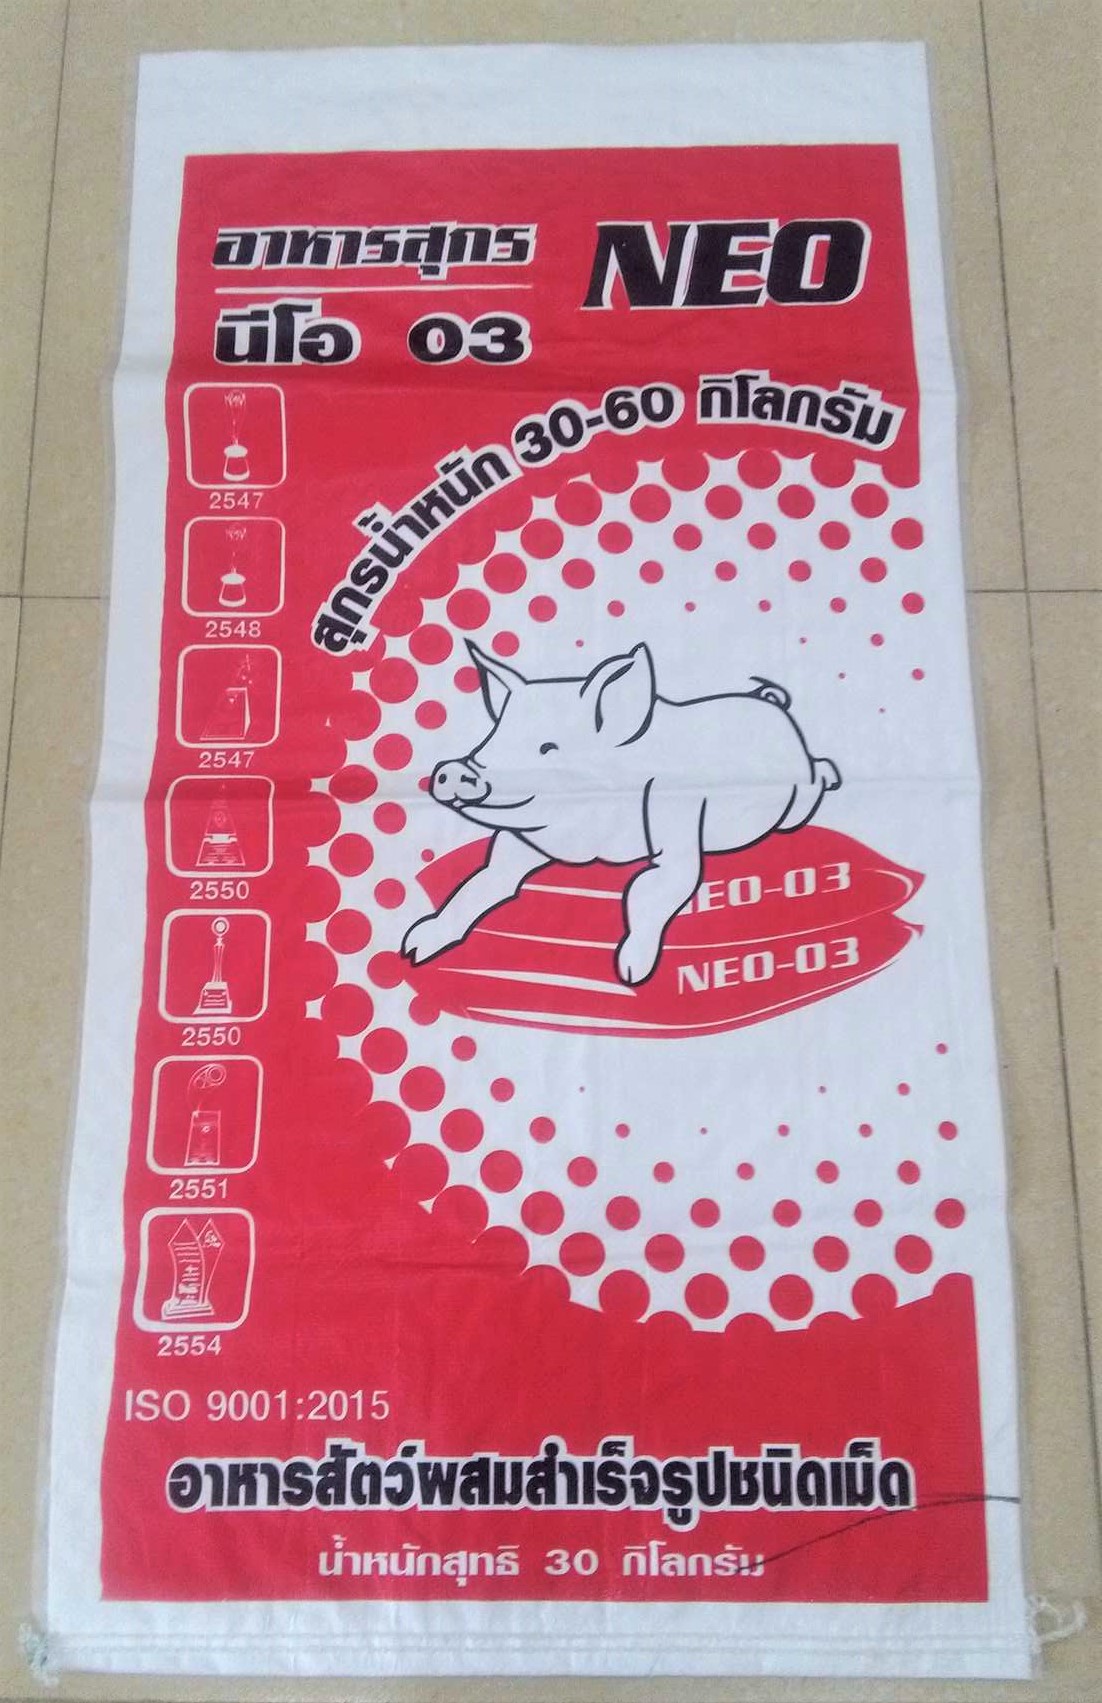 อาหารสุกร
NEO
นีโอ 03
สุกรน้ำหนัก 30-60 กิโลกรัม
2547
2548
2547
2550
2550
2551
2554
NEO-03
NEO-03
ISO 9001:2015
อาหารสัตว์ผสมสำเร็จรูปชนิดเม็ด
น้ำหนักสุทธิ 30 กิโลกรัม